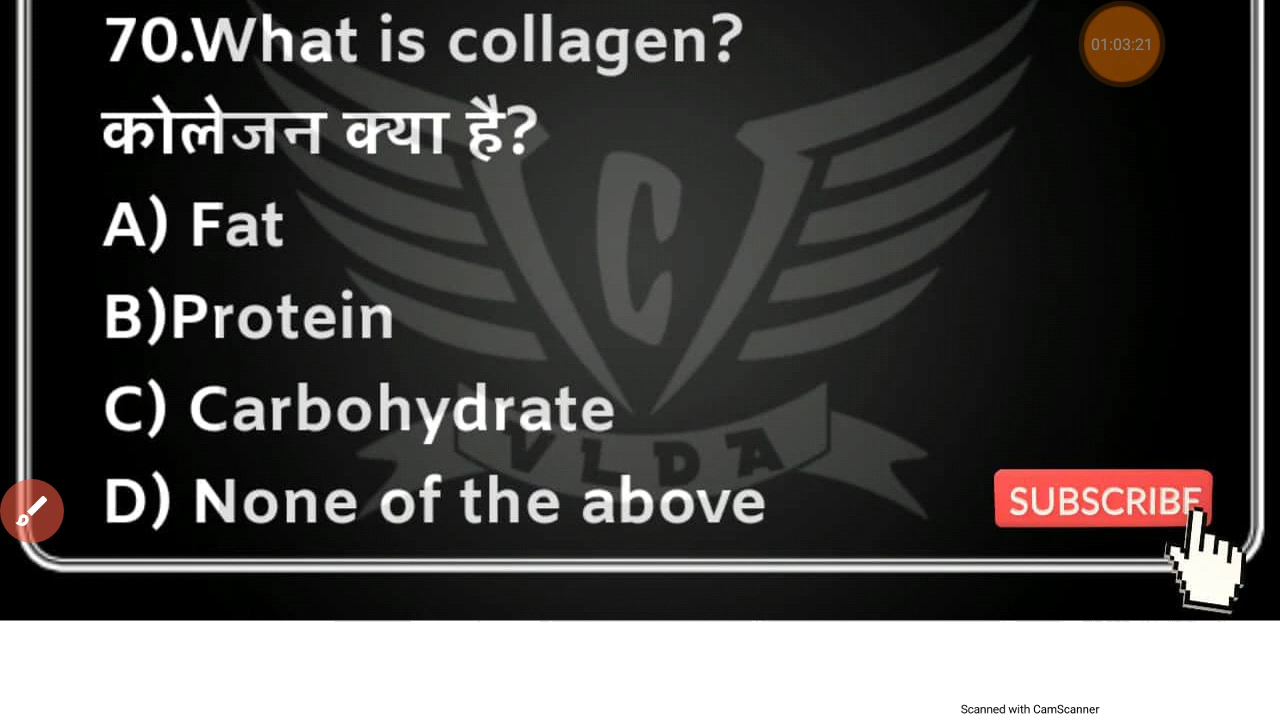 70.What is collagen?
01:03:21
कोलेजन क्या है?
A) Fat
B)Protein
C) Carbohydrate
D) None of the above
C
VLDA
SUBSCRIBE
Scanned with CamScanner